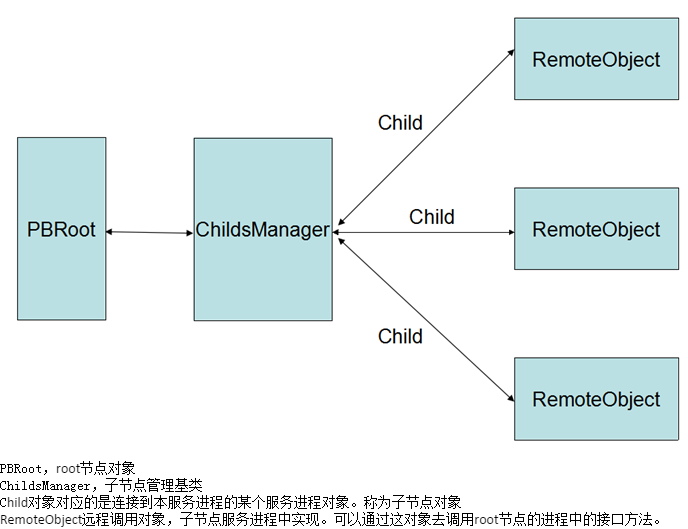 RemoteObject
Child
PBRoot
ChildsManager
Child
RemoteObject
Child
RemoteObject
PBRoot，root节点对象
ChildsManager，子节点管理基类
Child对象对应的是连接到本服务进程的某个服务进程对象。称为子节点对象
RemoteObject远程调用对象，子节点服务进程中实现。可以通过这对象去调用root节点的进程中的接口方法。